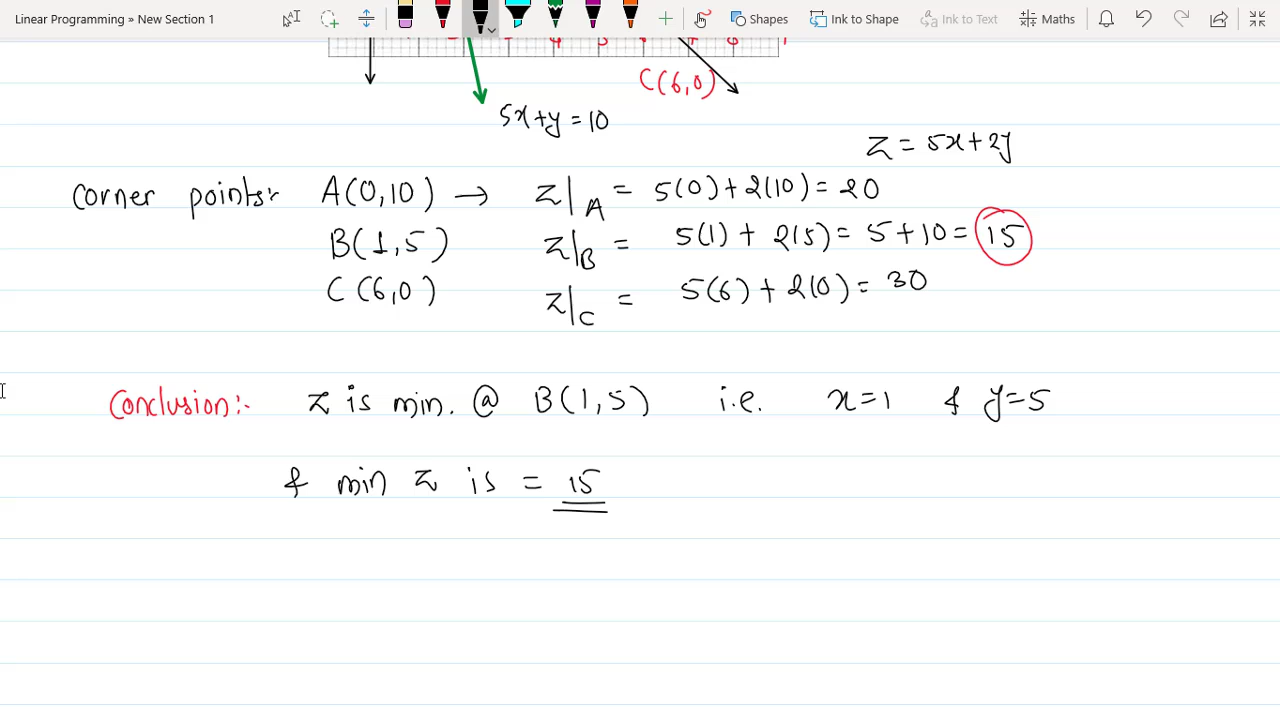 Linear Programming » New Section 1
Shapes
Ink to Shape
Ink to Text
Maths
C(6,0)
5x+y=10
z = 5x+2y
Corner points:- A(0,10) → z|A = 5(0)+2(10)=20
B(1,5) z|B = 5(1)+2(5)=5+10=15
C(6,0) z|C = 5(6)+2(0)=30
Conclusion:- z is min. @ B(1,5) i.e. x=1 & y=5
& min z is = 15